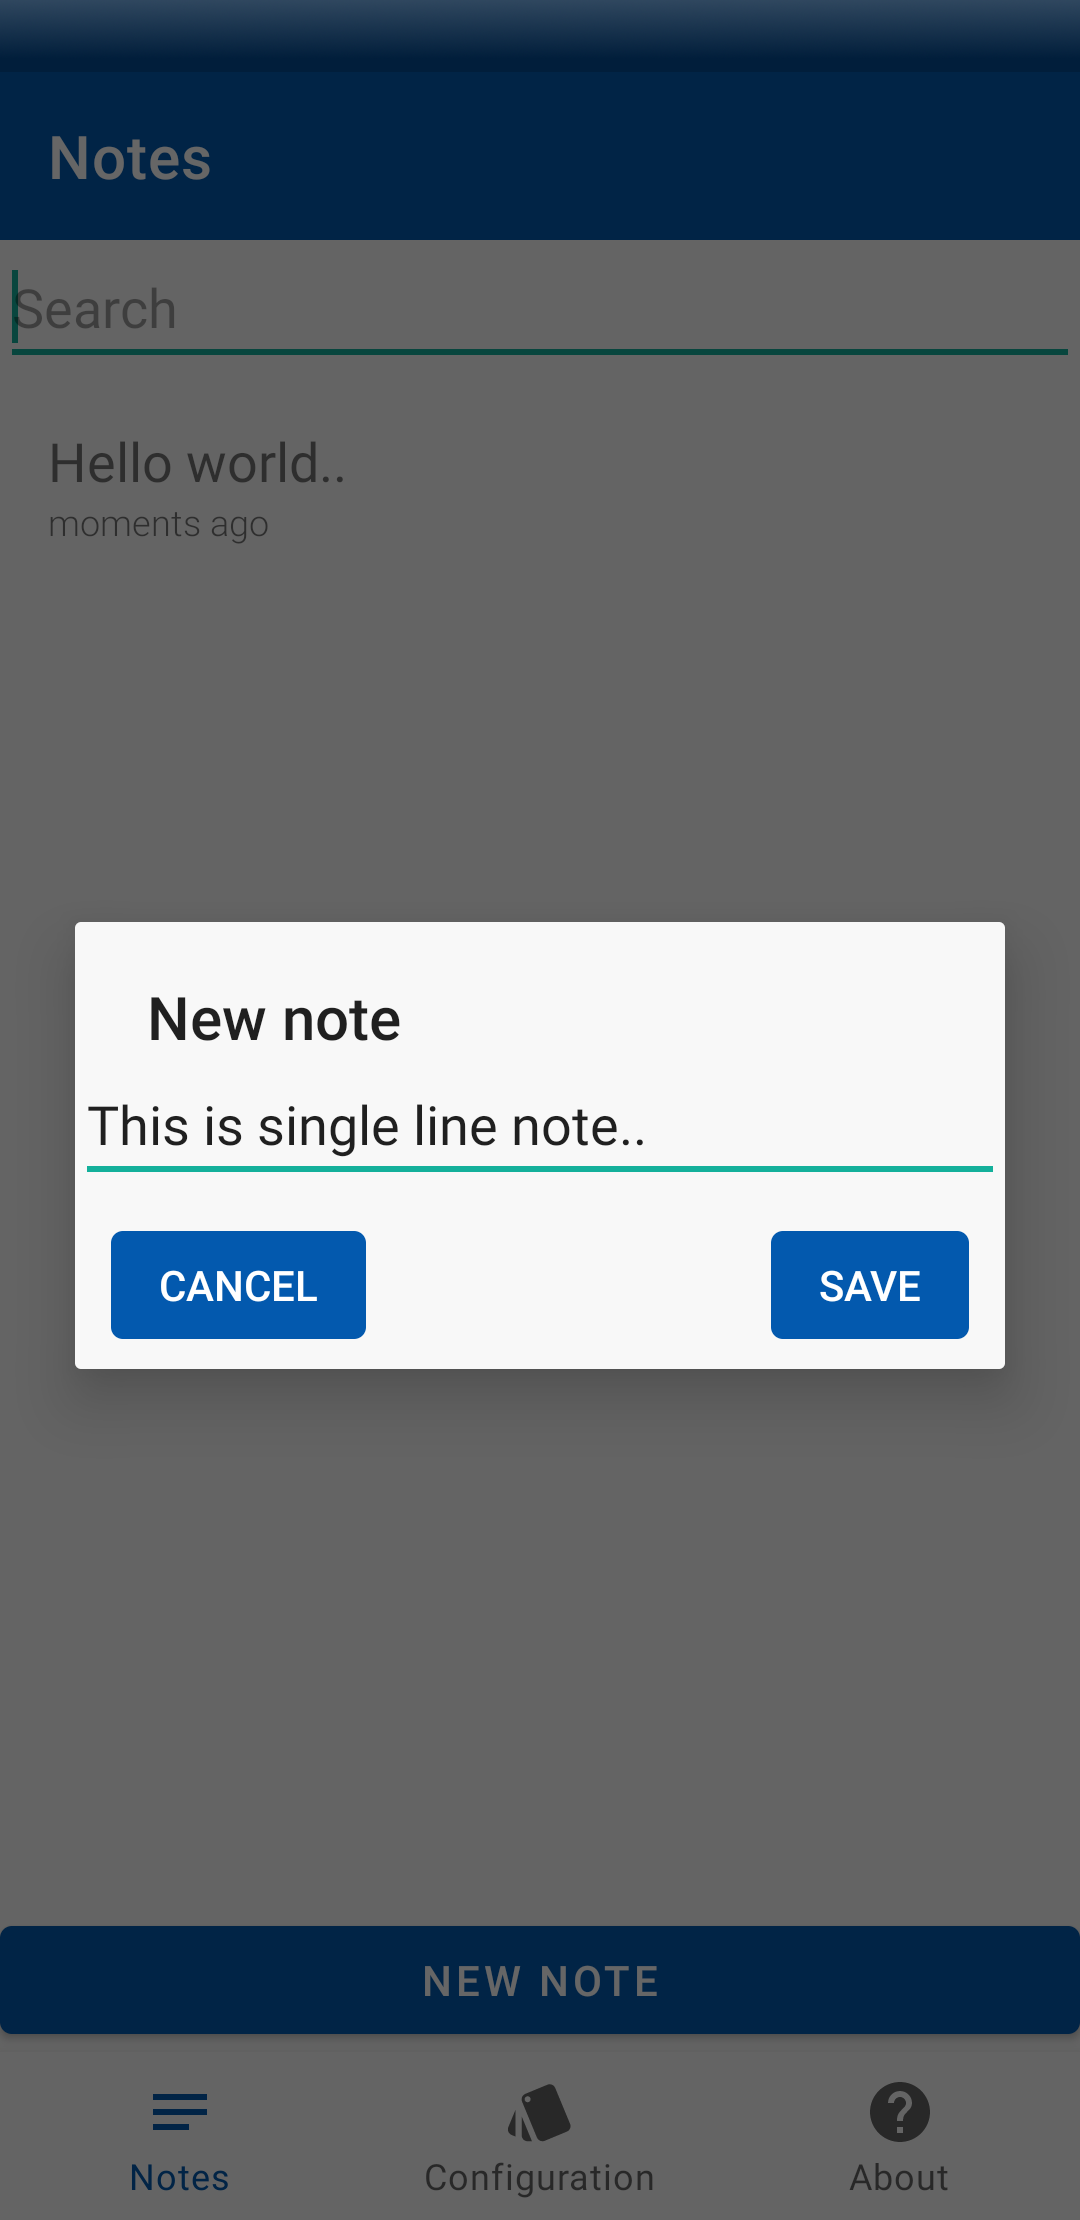 Notes
Search
Hello world..
moments ago
New note
This is single line note..
CANCEL
SAVE
NEW NOTE
Notes
Configuration
About